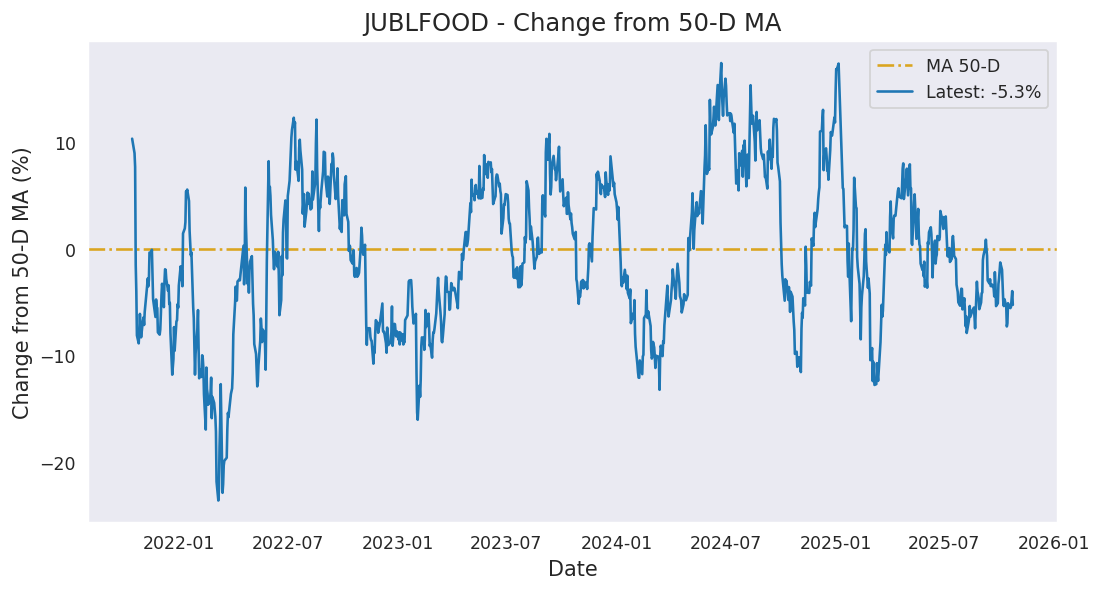 JUBLFOOD - Change from 50-D MA
MA 50-D
Latest: -5.3%
Change from 50-D MA (%)
10
0
−10
−20
2022-01 2022-07 2023-01 2023-07 2024-01 2024-07 2025-01 2025-07 2026-01
Date